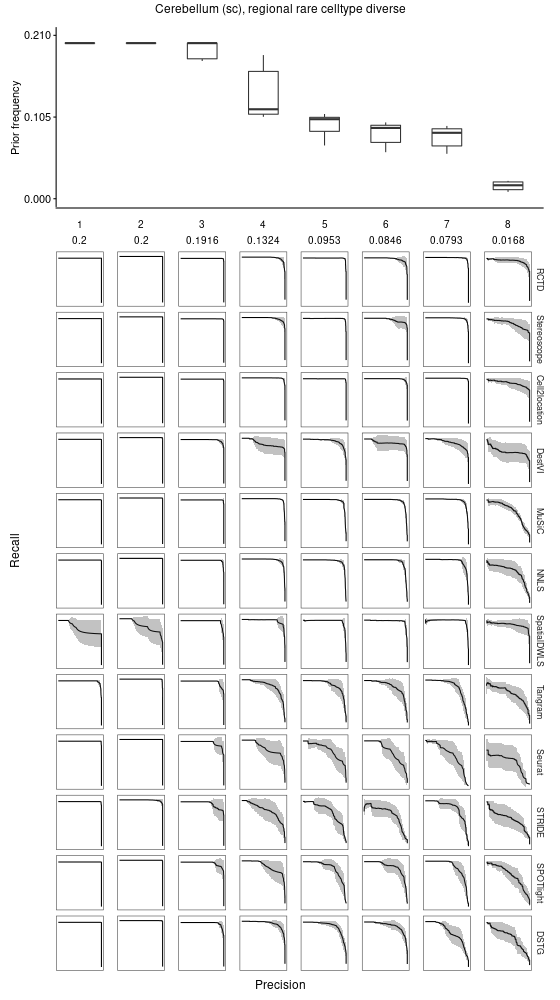 Cerebellum (sc), regional rare celltype diverse
0.210
0.105
0.000
Prior frequency
1 2 3 4 5 6 7 8
0.2 0.2 0.1916 0.1324 0.0953 0.0846 0.0793 0.0168
RCTD
Stereoscope
Cell2location
DestVI
MuSiC
NNLS
SpatialDWLS
Tangram
Seurat
STRIDE
SPOTlight
DSTG
Recall
Precision